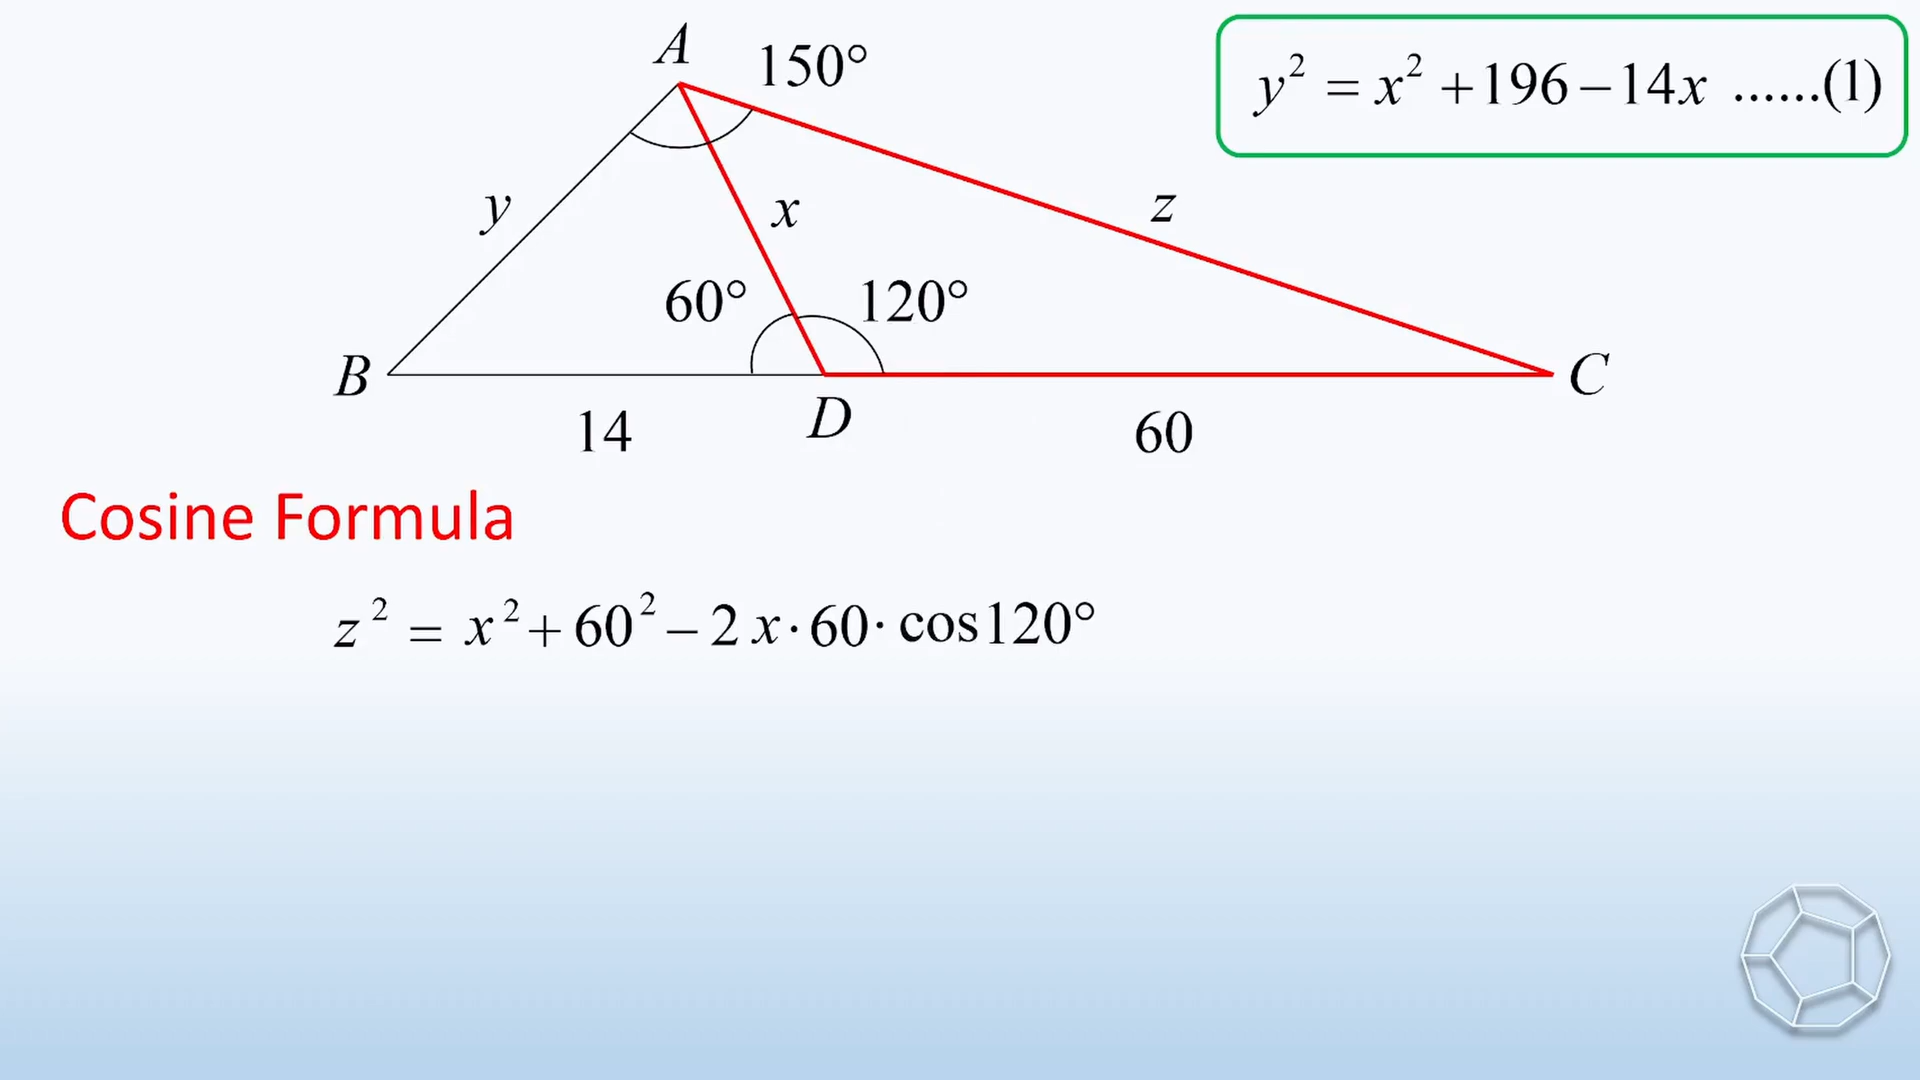 A
150°
y² = x² + 196 − 14x ......(1)
y
x
z
60°
120°
B
D
C
14
60
Cosine Formula
z² = x² + 60² − 2x · 60 · cos120°